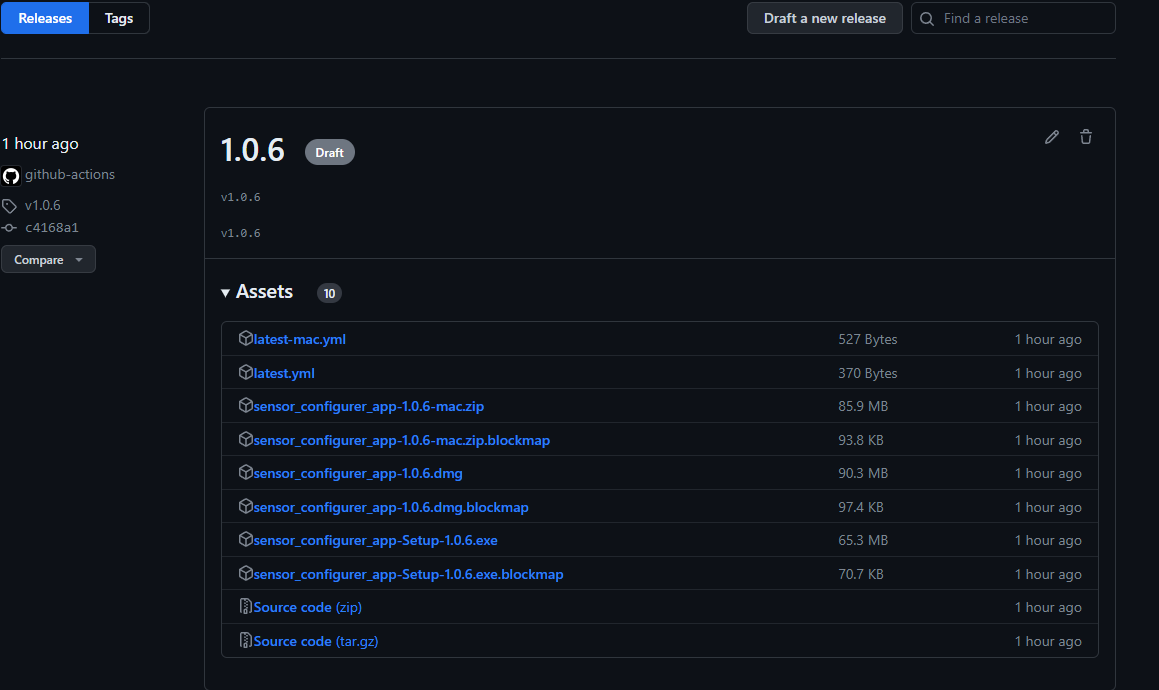 Releases Tags Draft a new release Find a release
1 hour ago
github-actions
v1.0.6
c4168a1
Compare
1.0.6 Draft
v1.0.6
v1.0.6
Assets 10
latest-mac.yml 527 Bytes 1 hour ago
latest.yml 370 Bytes 1 hour ago
sensor_configurer_app-1.0.6-mac.zip 85.9 MB 1 hour ago
sensor_configurer_app-1.0.6-mac.zip.blockmap 93.8 KB 1 hour ago
sensor_configurer_app-1.0.6.dmg 90.3 MB 1 hour ago
sensor_configurer_app-1.0.6.dmg.blockmap 97.4 KB 1 hour ago
sensor_configurer_app-Setup-1.0.6.exe 65.3 MB 1 hour ago
sensor_configurer_app-Setup-1.0.6.exe.blockmap 70.7 KB 1 hour ago
Source code (zip) 1 hour ago
Source code (tar.gz) 1 hour ago